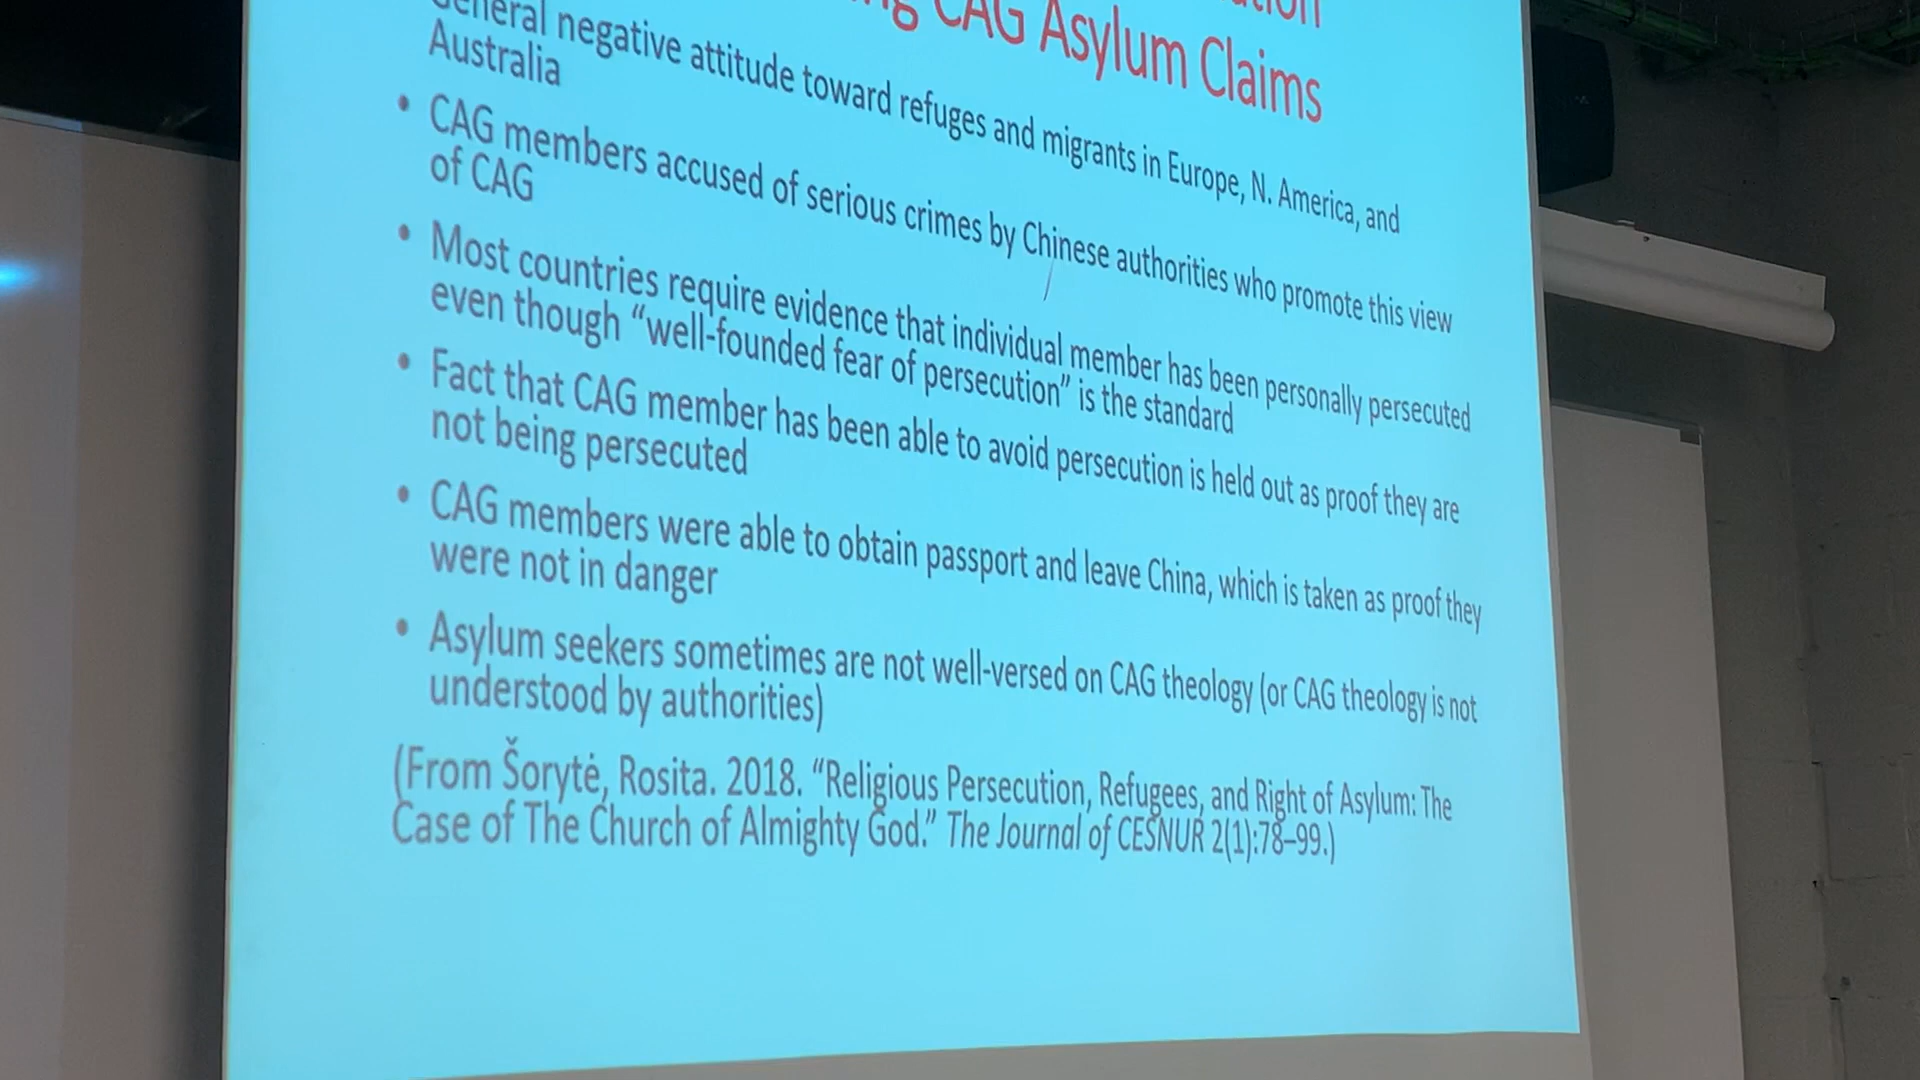 CAG Asylum Claims
General negative attitude toward refuges and migrants in Europe, N. America, and
Australia
• CAG members accused of serious crimes by Chinese authorities who promote this view
of CAG
• Most countries require evidence that individual member has been personally persecuted
even though “well-founded fear of persecution” is the standard
• Fact that CAG member has been able to avoid persecution is held out as proof they are
not being persecuted
• CAG members were able to obtain passport and leave China, which is taken as proof they
were not in danger
• Asylum seekers sometimes are not well-versed on CAG theology (or CAG theology is not
understood by authorities)
(From Šorytė, Rosita. 2018. “Religious Persecution, Refugees, and Right of Asylum: The
Case of The Church of Almighty God.” The Journal of CESNUR 2(1):78–99.)